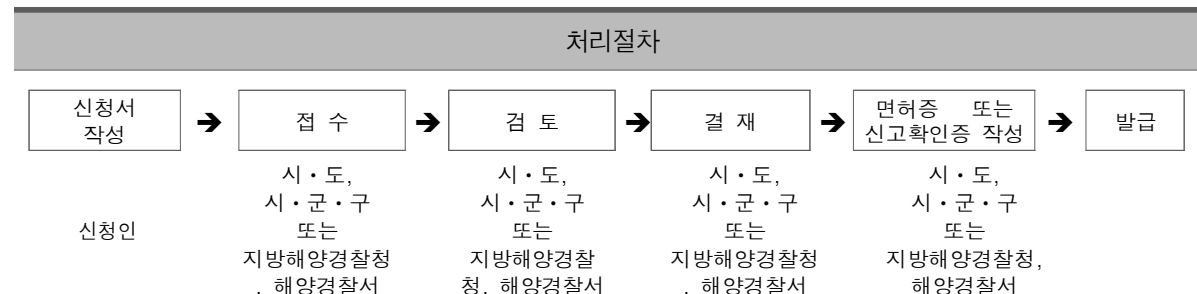 처리절차
신청서
작성
➔
접 수
➔
검 토
➔
결 재
➔
면허증 또는
신고확인증 작성
➔
발급
신청인
시・도,
시・군・구
또는
지방해양경찰청
, 해양경찰서
시・도,
시・군・구
또는
지방해양경찰
청, 해양경찰서
시・도,
시・군・구
또는
지방해양경찰청
, 해양경찰서
시・도,
시・군・구
또는
지방해양경찰청,
해양경찰서